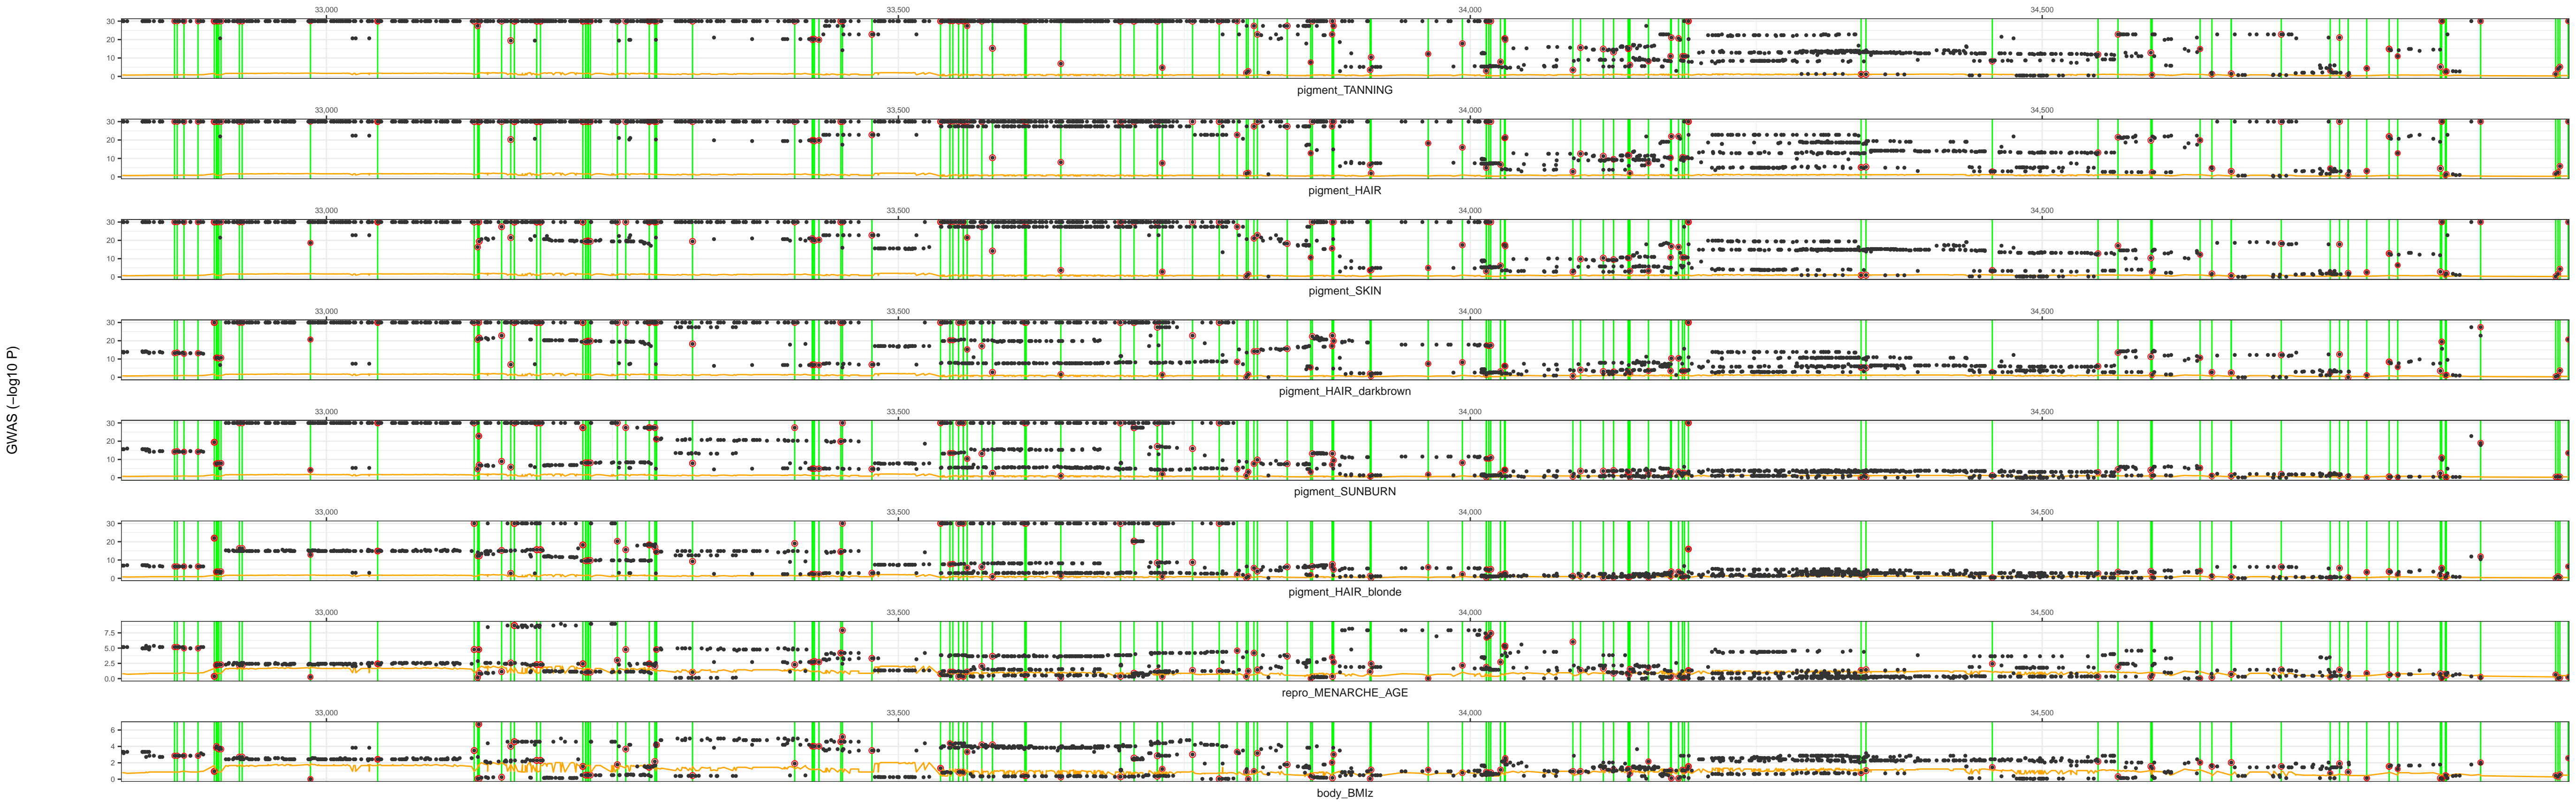 GWAS (−log10 P)
33,000 33,500 34,000 34,500
30
20
10
0
pigment_TANNING
33,000 33,500 34,000 34,500
30
20
10
0
pigment_HAIR
33,000 33,500 34,000 34,500
30
20
10
0
pigment_SKIN
33,000 33,500 34,000 34,500
30
20
10
0
pigment_HAIR_darkbrown
33,000 33,500 34,000 34,500
30
20
10
0
pigment_SUNBURN
33,000 33,500 34,000 34,500
30
20
10
0
pigment_HAIR_blonde
33,000 33,500 34,000 34,500
7.5
5.0
2.5
0.0
repro_MENARCHE_AGE
33,000 33,500 34,000 34,500
6
4
2
0
body_BMIz